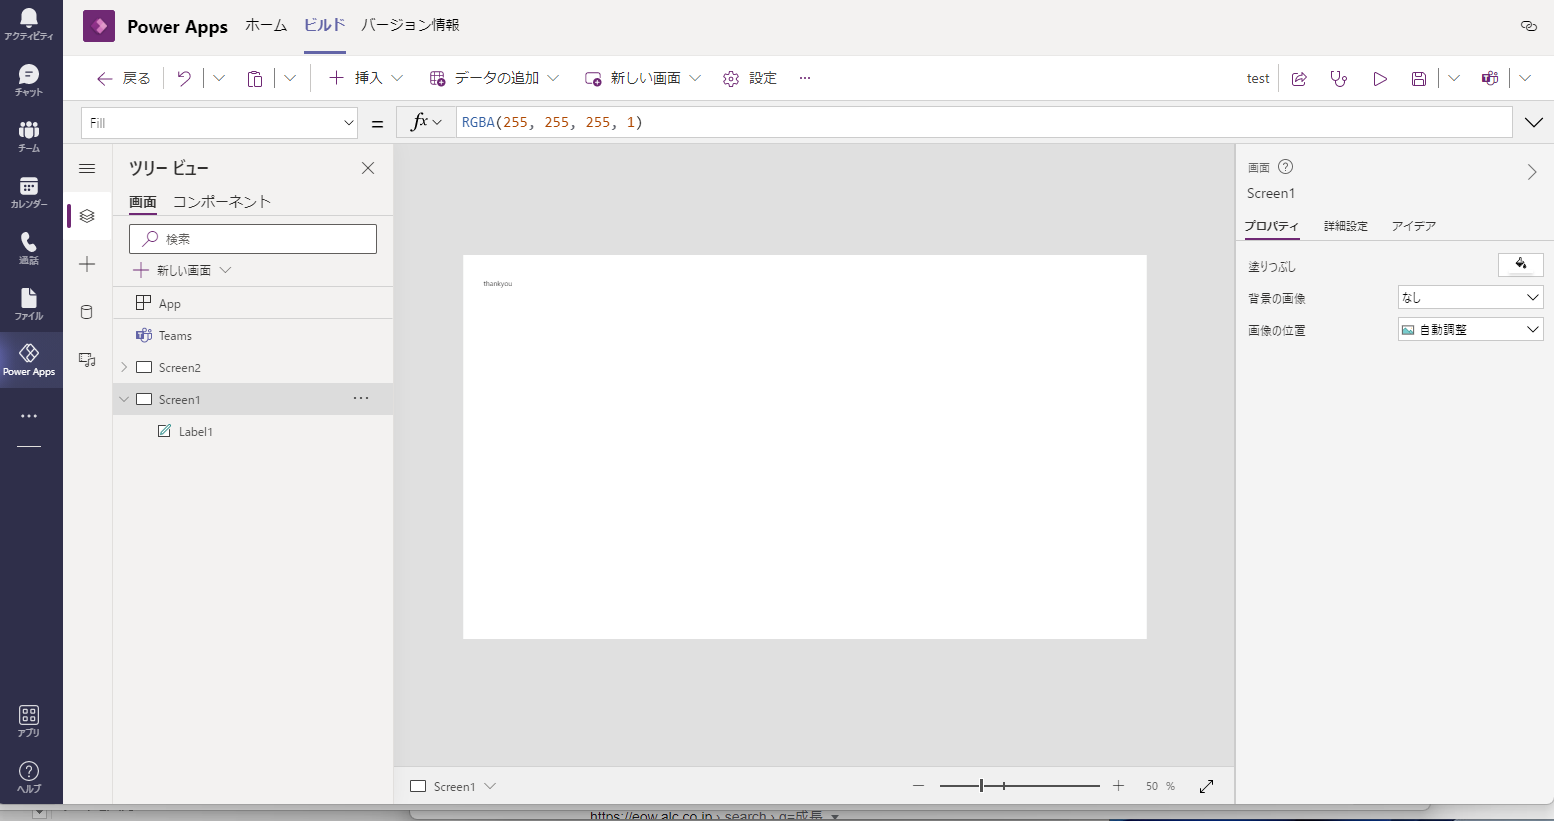 アクティビティ
チャット
チーム
カレンダー
通話
ファイル
Power Apps
アプリ
ヘルプ
Power Apps ホーム ビルド バージョン情報
戻る 挿入 データの追加 新しい画面 設定 test
Fill = fx RGBA(255, 255, 255, 1)
ツリー ビュー
画面 コンポーネント
検索
新しい画面
App
Teams
Screen2
Screen1
Label1
thankyou
画面
Screen1
プロパティ 詳細設定 アイデア
塗りつぶし
背景の画像 なし
画像の位置 自動調整
Screen1 50 %
https://eow.alc.co.jp › search › q=成長